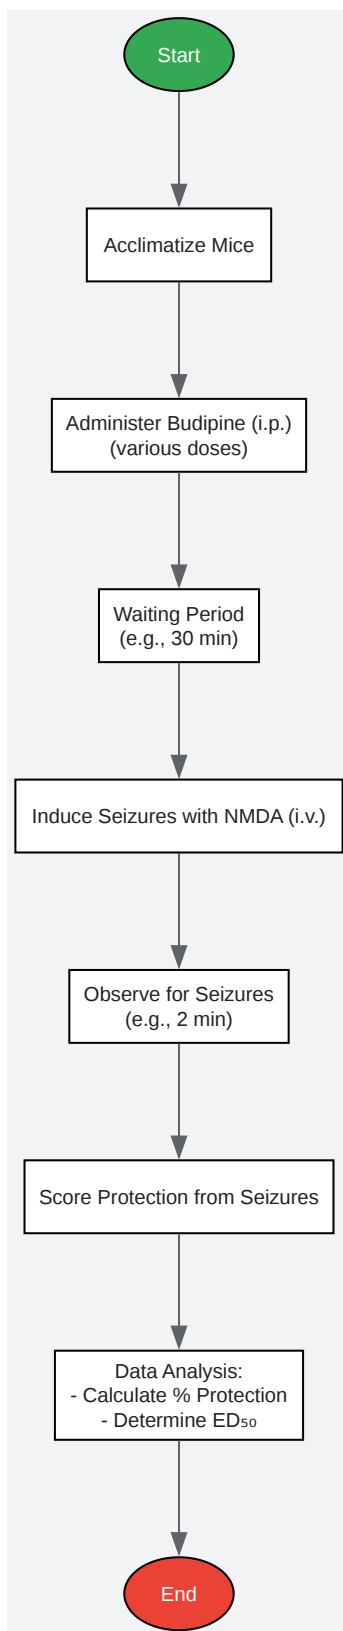 Start
Acclimatize Mice
Administer Budipine (i.p.)
(various doses)
Waiting Period
(e.g., 30 min)
Induce Seizures with NMDA (i.v.)
Observe for Seizures
(e.g., 2 min)
Score Protection from Seizures
Data Analysis:
- Calculate % Protection
- Determine ED₅₀
End